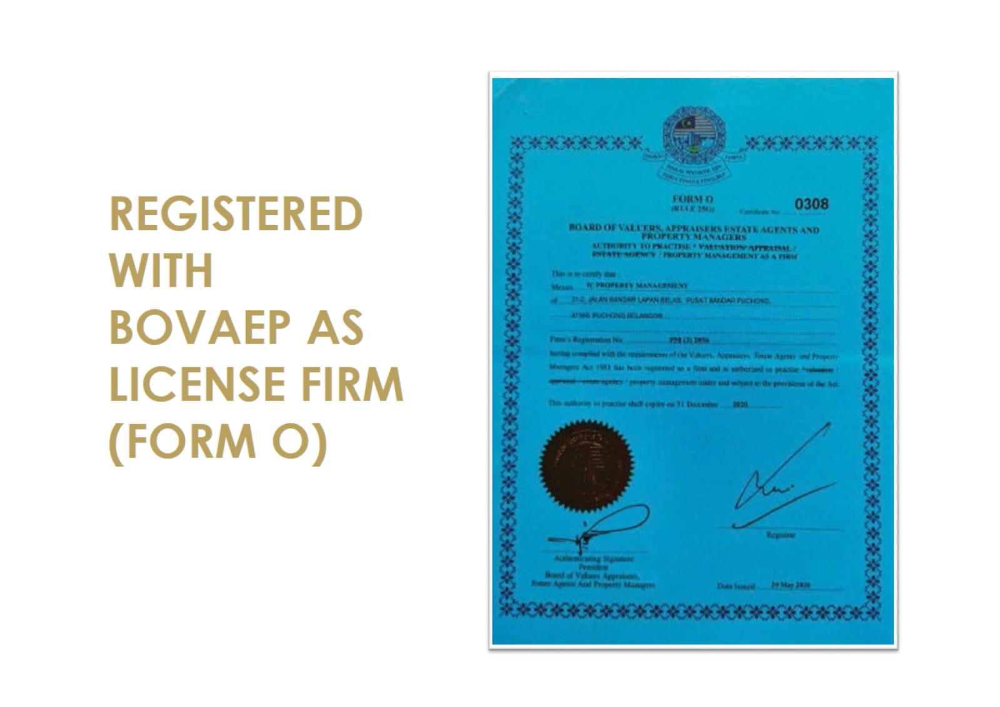 REGISTERED
WITH
BOVAEP AS
LICENSE FIRM
(FORM O)
FORM O
(RULE 28G)
Certificate No 0308
BOARD OF VALUERS, APPRAISERS ESTATE AGENTS AND
PROPERTY MANAGERS
AUTHORITY TO PRACTISE * VALUATION/ APPRAISAL /
ESTATE AGENCY / PROPERTY MANAGEMENT AS A FIRM
This is to certify that
Messrs IC PROPERTY MANAGEMENT
of JALAN BANDAR LAPAN BELAS, PUSAT BANDAR PUCHONG,
PUCHONG SELANGOR
Firm's Registration No.
having complied with the requirements of the Valuers, Appraisers, Estate Agents and Property
Managers Act 1981 has been registered as a firm and is authorized to practise *valuation /
appraisal / estate agency / property management under and subject to the provisions of the Act.
This authority to practise shall expire on 31 December 2020
Registrar
Authenticating Signature
President
Board of Valuers Appraisers,
Estate Agents And Property Managers
Date Issued 20 May 2020